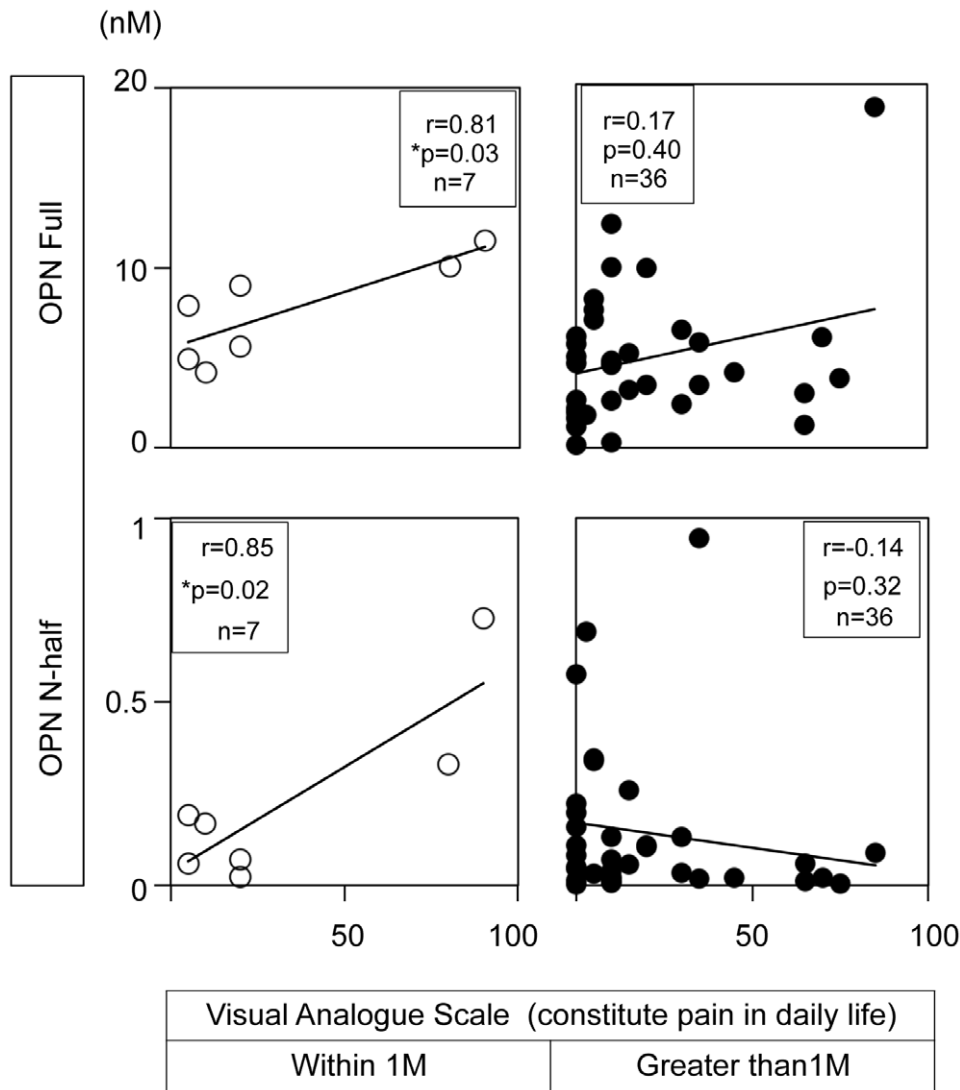 (nM)
OPN Full
20
10
0
r=0.81
*p=0.03
n=7
r=0.17
p=0.40
n=36
OPN N-half
1
0.5
0
r=0.85
*p=0.02
n=7
r=-0.14
p=0.32
n=36
50
100
50
100
Visual Analogue Scale (constitute pain in daily life)
Within 1M
Greater than1M